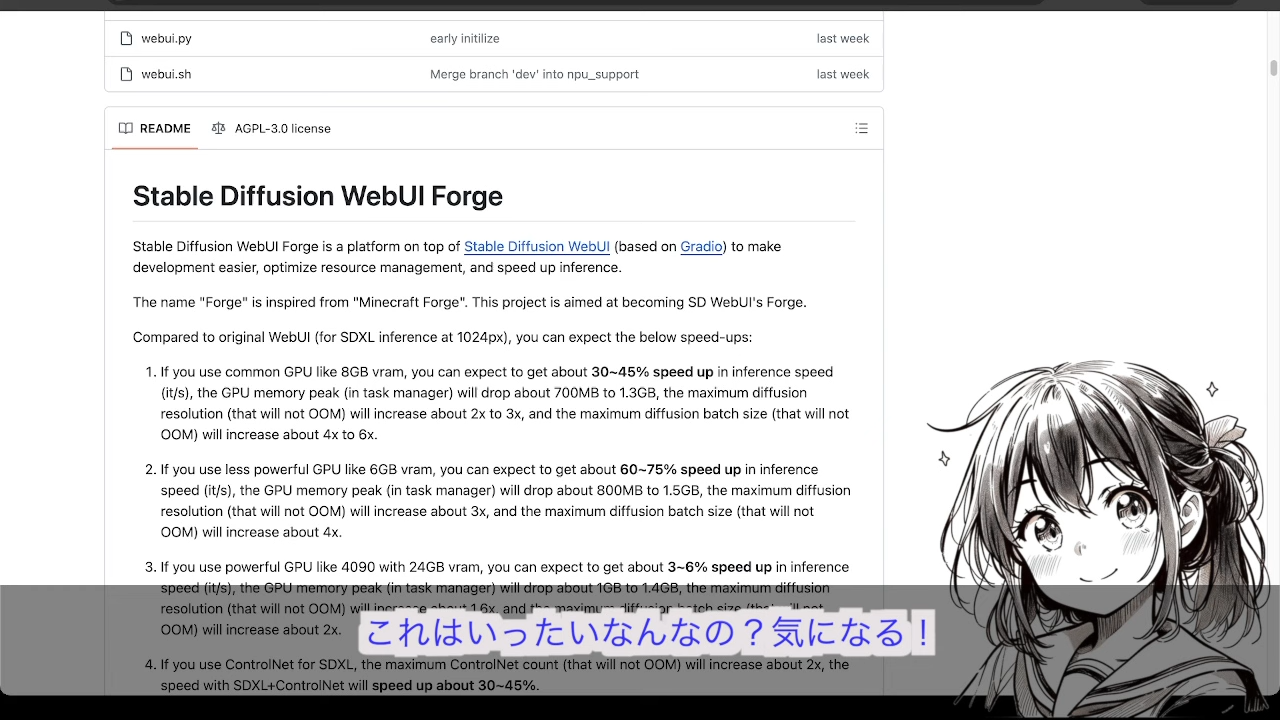 webui.py early initilize last week
webui.sh Merge branch 'dev' into npu_support last week
README AGPL-3.0 license
Stable Diffusion WebUI Forge
Stable Diffusion WebUI Forge is a platform on top of Stable Diffusion WebUI (based on Gradio) to make
development easier, optimize resource management, and speed up inference.
The name "Forge" is inspired from "Minecraft Forge". This project is aimed at becoming SD WebUI's Forge.
Compared to original WebUI (for SDXL inference at 1024px), you can expect the below speed-ups:
1. If you use common GPU like 8GB vram, you can expect to get about 30~45% speed up in inference speed
(it/s), the GPU memory peak (in task manager) will drop about 700MB to 1.3GB, the maximum diffusion
resolution (that will not OOM) will increase about 2x to 3x, and the maximum diffusion batch size (that will not
OOM) will increase about 4x to 6x.
2. If you use less powerful GPU like 6GB vram, you can expect to get about 60~75% speed up in inference
speed (it/s), the GPU memory peak (in task manager) will drop about 800MB to 1.5GB, the maximum diffusion
resolution (that will not OOM) will increase about 3x, and the maximum diffusion batch size (that will not
OOM) will increase about 4x.
3. If you use powerful GPU like 4090 with 24GB vram, you can expect to get about 3~6% speed up in inference
speed (it/s), the GPU memory peak (in task manager) will drop about 1GB to 1.4GB, the maximum diffusion
resolution (that will not OOM) will increase about 1.6x, and the maximum diffusion batch size (that will not
OOM) will increase about 2x.
これはいったいなんなの？気になる！
4. If you use ControlNet for SDXL, the maximum ControlNet count (that will not OOM) will increase about 2x, the
speed with SDXL+ControlNet will speed up about 30~45%.